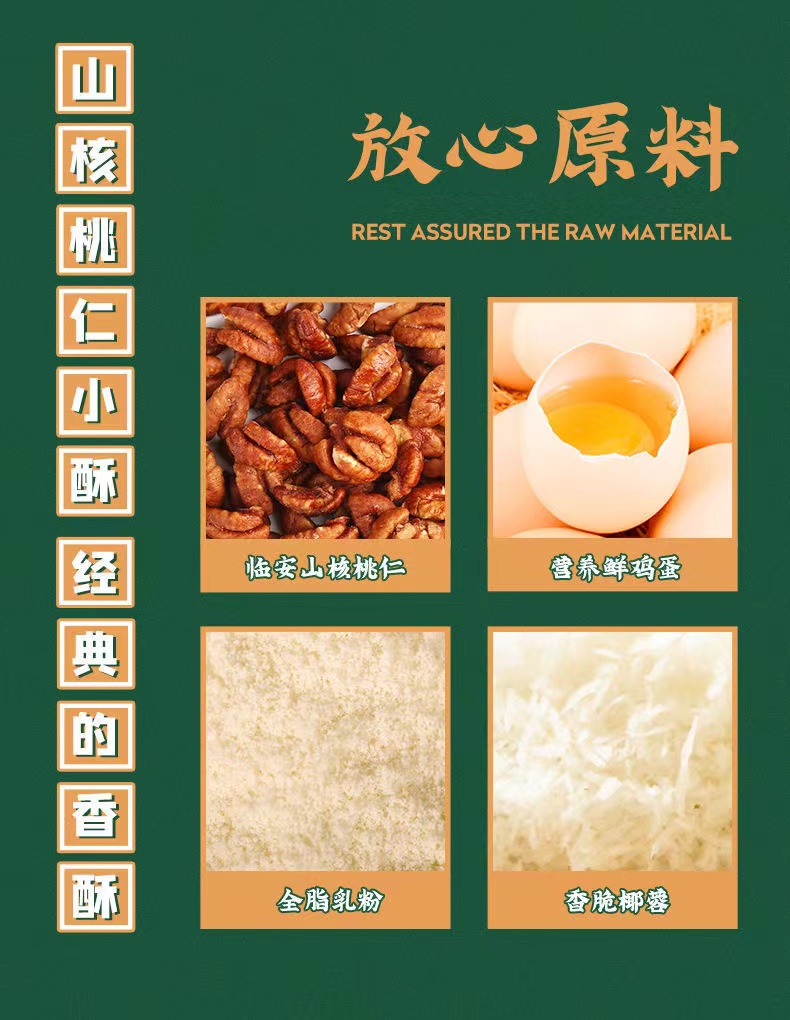 山核桃仁小酥 经典的香酥
放心原料
REST ASSURED THE RAW MATERIAL
临安山核桃仁
营养鲜鸡蛋
全脂乳粉
香脆椰蓉